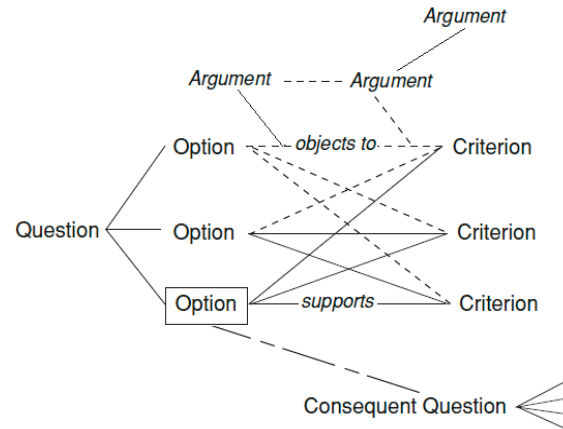 Argument
Argument
Argument
Option
objects to
Criterion
Question
Option
Criterion
Option
supports
Criterion
Consequent Question